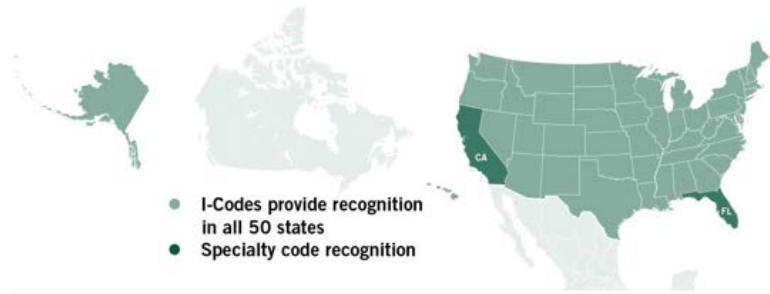 CA
FL
I-Codes provide recognition
in all 50 states
Specialty code recognition